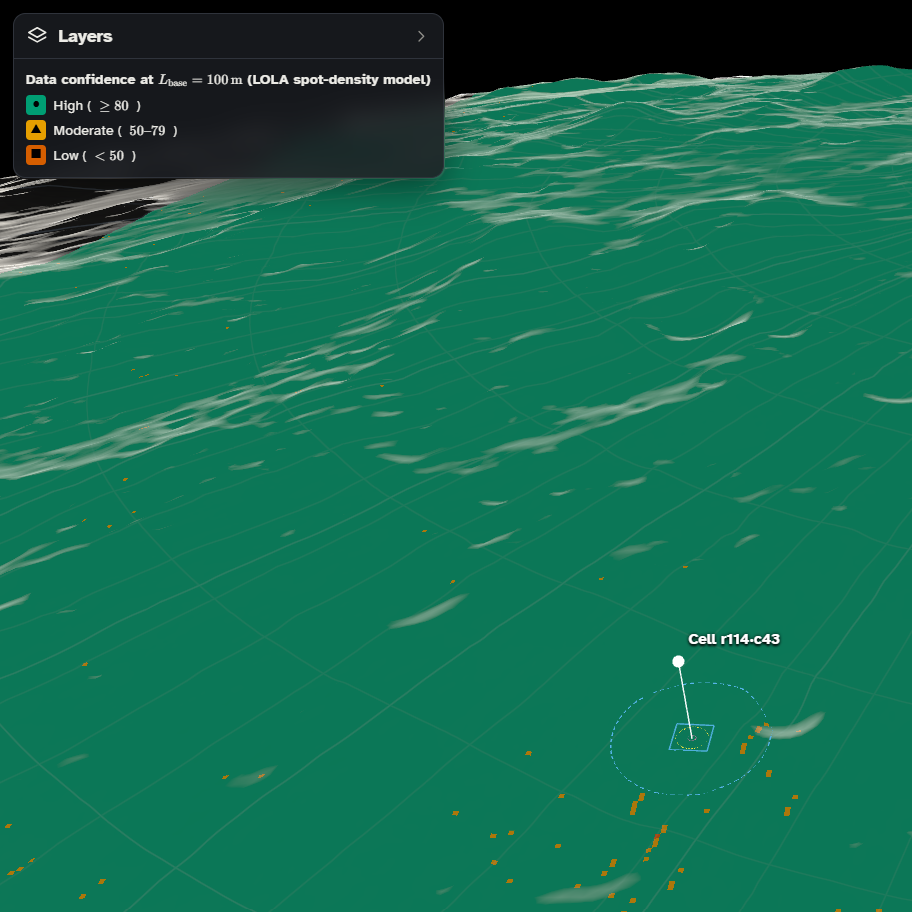 Layers
Data confidence at L_base = 100 m (LOLA spot-density model)
High ( ≥ 80 )
Moderate ( 50–79 )
Low ( < 50 )
Cell r114·c43